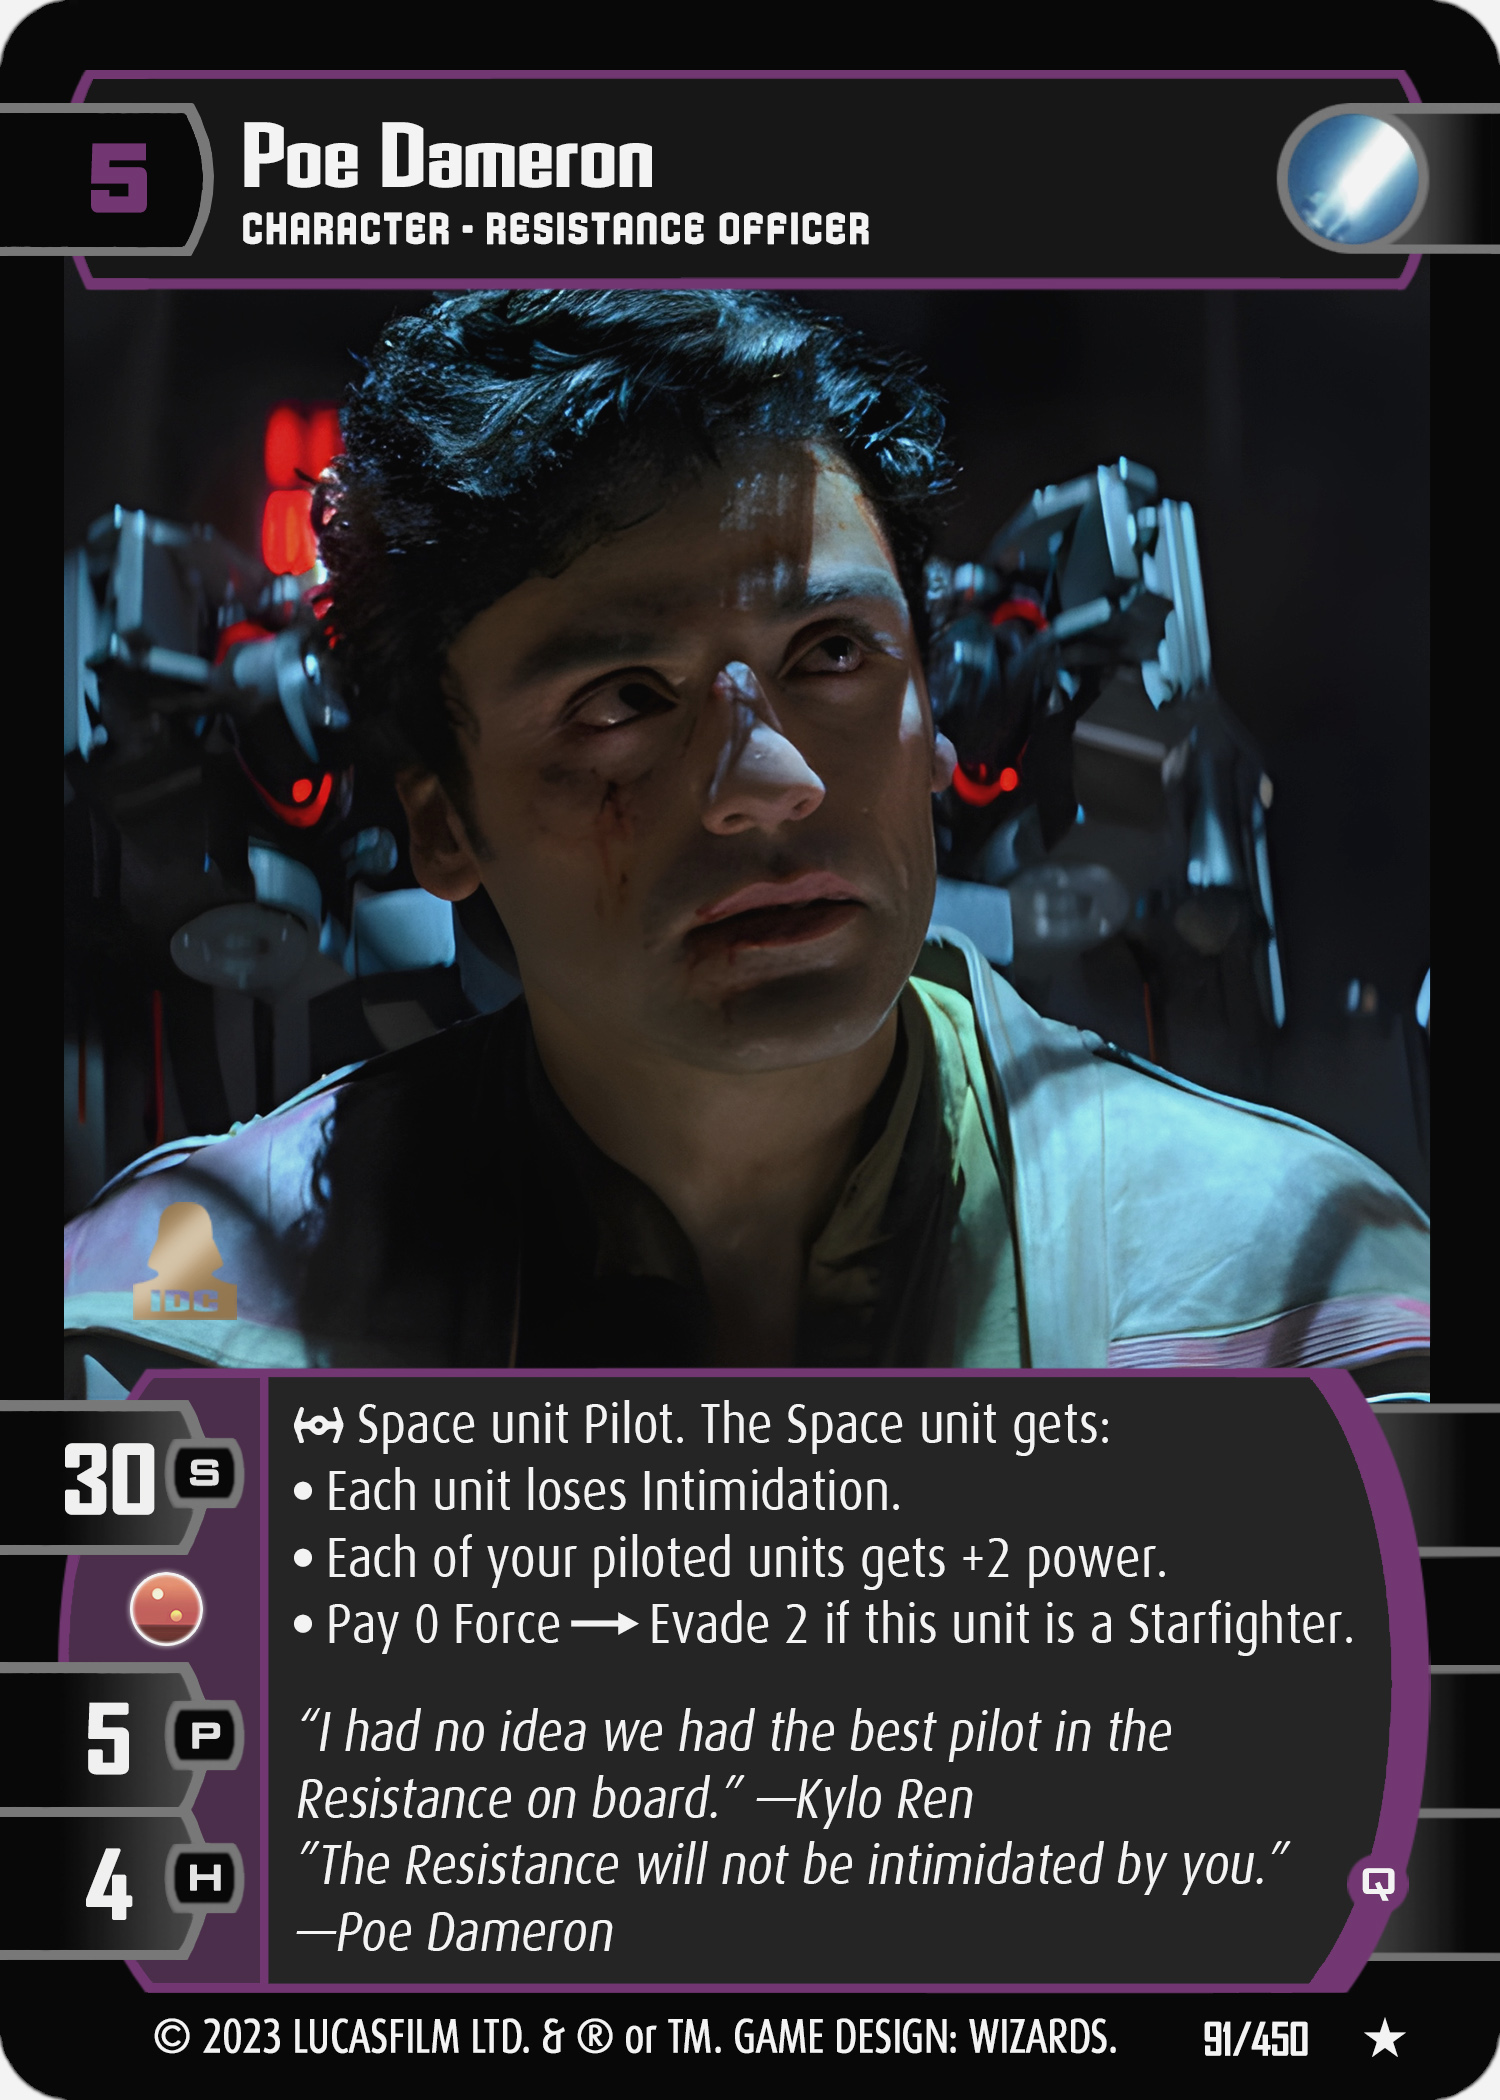 5
Poe Dameron
CHARACTER - RESISTANCE OFFICER
IDC
30 S
Space unit Pilot. The Space unit gets:
• Each unit loses Intimidation.
• Each of your piloted units gets +2 power.
• Pay 0 Force → Evade 2 if this unit is a Starfighter.
5 P
4 H
“I had no idea we had the best pilot in the
Resistance on board.” —Kylo Ren
”The Resistance will not be intimidated by you.”
—Poe Dameron
Q
© 2023 LUCASFILM LTD. & ® or TM. GAME DESIGN: WIZARDS. 91/450 ★